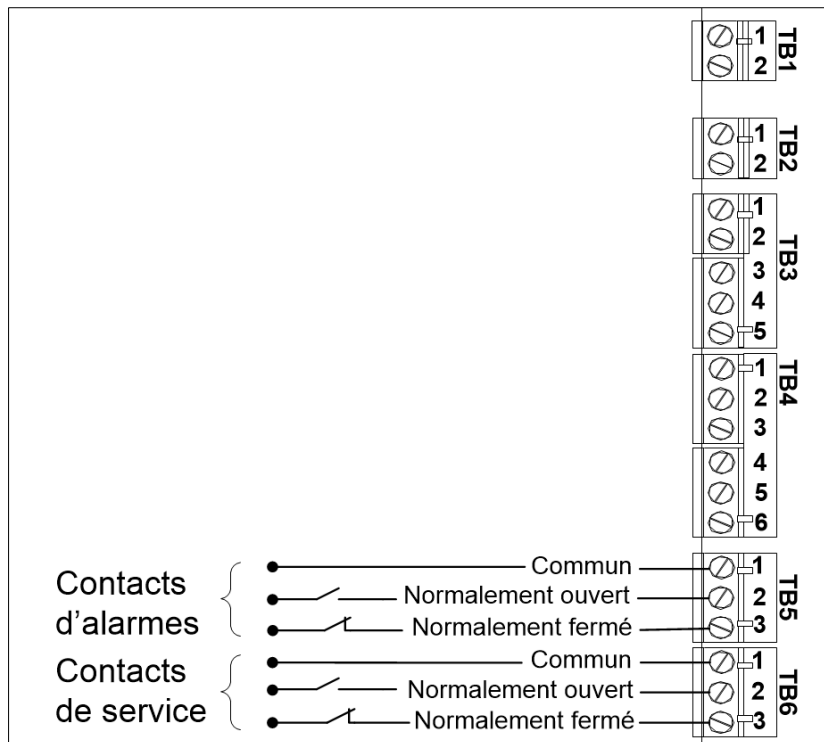 1
2
TB1
1
2
TB2
1
2
3
4
5
TB3
1
2
3
4
5
6
TB4
Contacts
d’alarmes
Commun
Normalement ouvert
Normalement fermé
1
2
3
TB5
Contacts
de service
Commun
Normalement ouvert
Normalement fermé
1
2
3
TB6